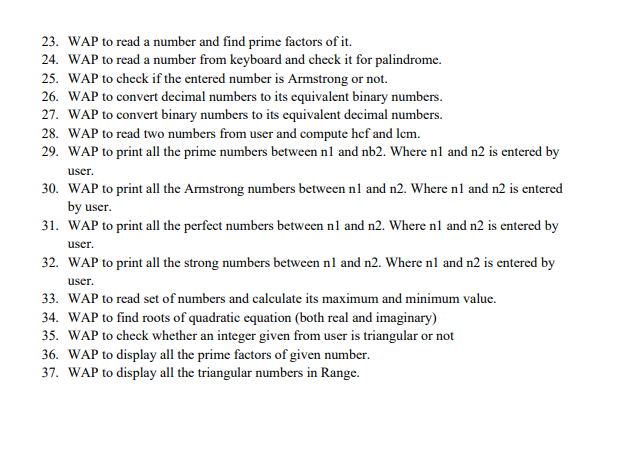 23. WAP to read a number and find prime factors of it.
24. WAP to read a number from keyboard and check it for palindrome.
25. WAP to check if the entered number is Armstrong or not.
26. WAP to convert decimal numbers to its equivalent binary numbers.
27. WAP to convert binary numbers to its equivalent decimal numbers.
28. WAP to read two numbers from user and compute hcf and lcm.
29. WAP to print all the prime numbers between n1 and nb2. Where n1 and n2 is entered by
user.
30. WAP to print all the Armstrong numbers between n1 and n2. Where n1 and n2 is entered
by user.
31. WAP to print all the perfect numbers between n1 and n2. Where n1 and n2 is entered by
user.
32. WAP to print all the strong numbers between n1 and n2. Where n1 and n2 is entered by
user.
33. WAP to read set of numbers and calculate its maximum and minimum value.
34. WAP to find roots of quadratic equation (both real and imaginary)
35. WAP to check whether an integer given from user is triangular or not
36. WAP to display all the prime factors of given number.
37. WAP to display all the triangular numbers in Range.